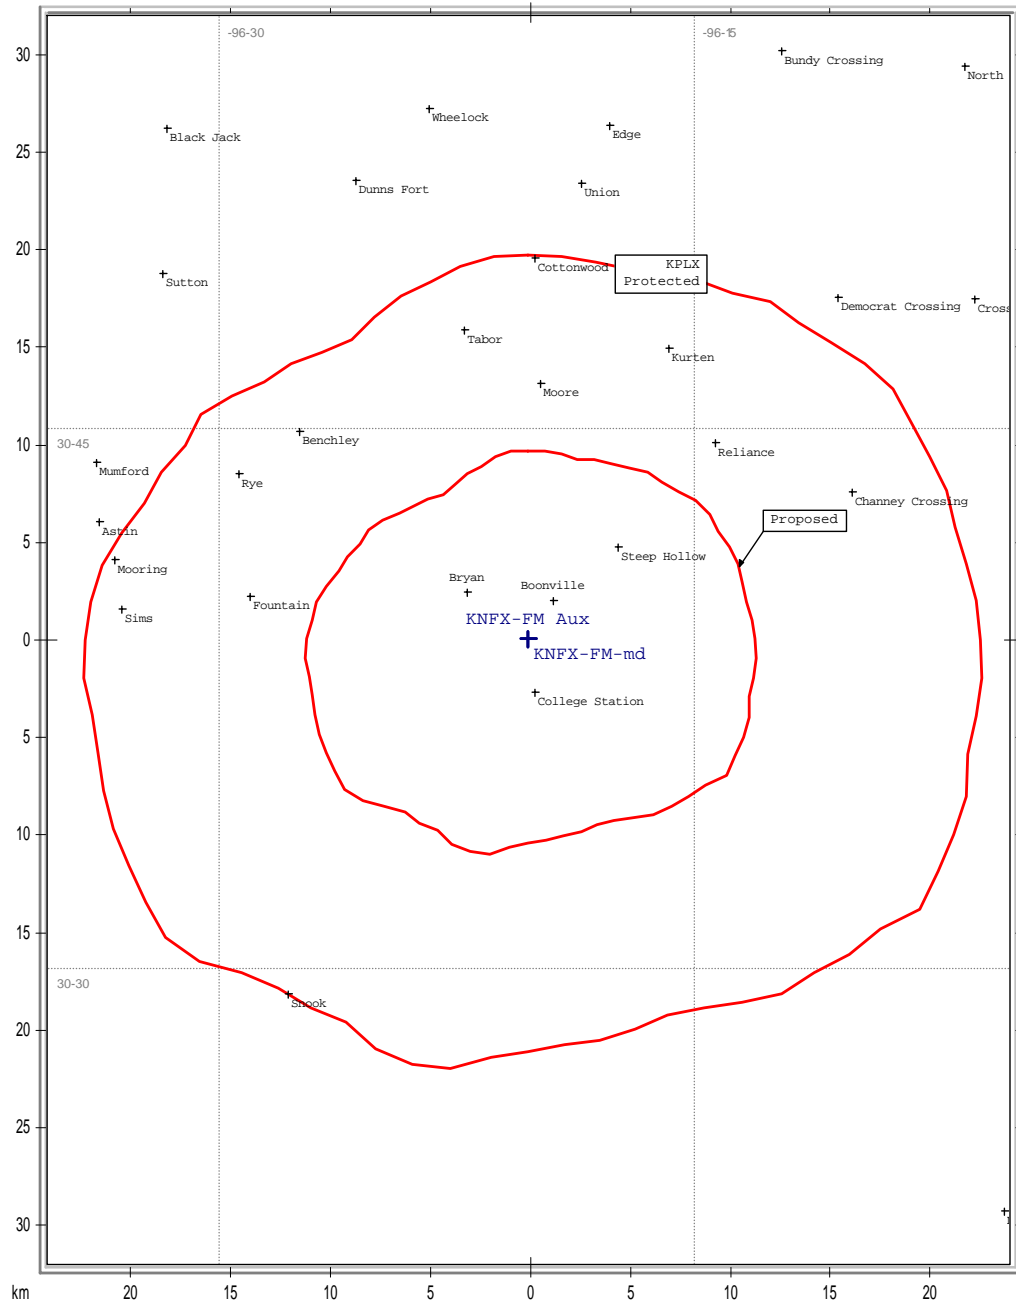 -96-30
-96-15
30
Bundy Crossing
North
Wheelock
Edge
Black Jack
25
Dunns Fort
Union
20
Cottonwood
KPLX
Protected
Sutton
Democrat Crossing
Cross
Tabor
15
Kurten
Moore
30-45
10
Benchley
Reliance
Mumford
Rye
Channey Crossing
Proposed
Astin
5
Steep Hollow
Mooring
Bryan
Boonville
Fountain
Sims
KNFX-FM Aux
0
KNFX-FM-md
College Station
5
10
15
30-30
Snook
20
25
30
km
20
15
10
5
0
5
10
15
20